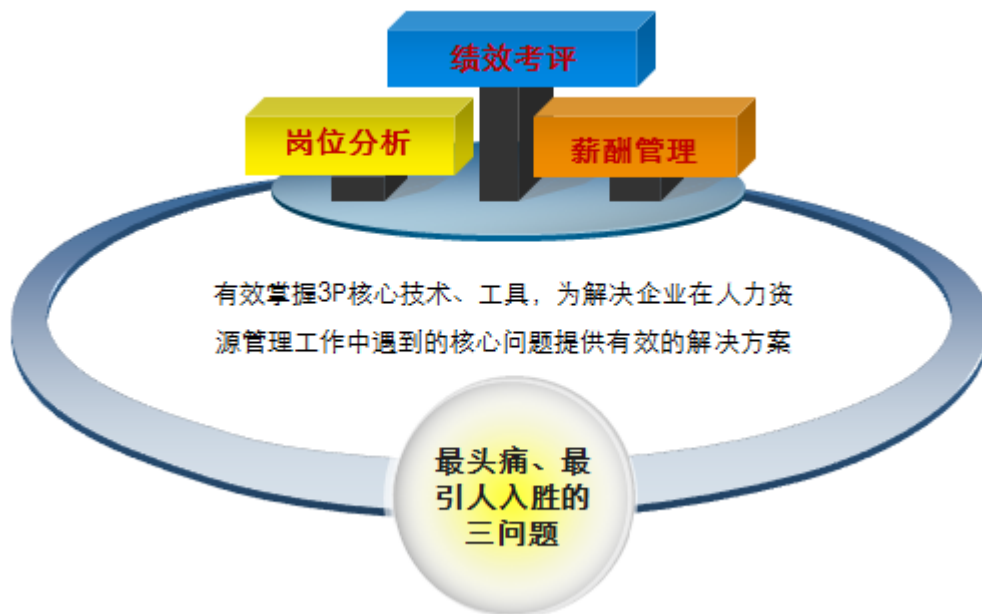 绩效考评
岗位分析
薪酬管理
有效掌握3P核心技术、工具，为解决企业在人力资
源管理工作中遇到的核心问题提供有效的解决方案
最头痛、最
引人入胜的
三问题